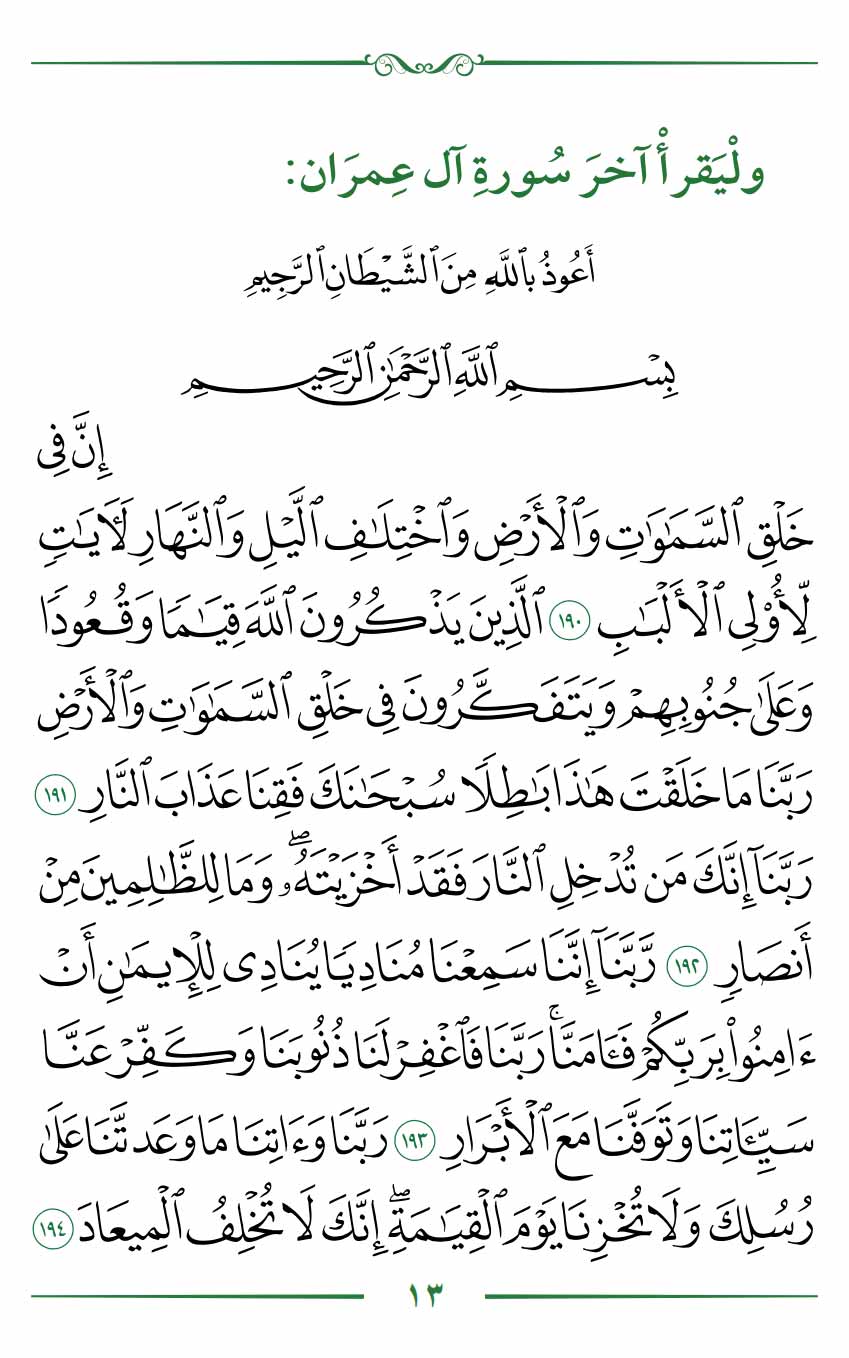 ولْيَقرأْ آخرَ سُورةِ آل عِمرَان:
أَعُوذُ بِٱللَّهِ مِنَ ٱلشَّيْطَانِ ٱلرَّجِيمِ
بِسْمِ ٱللَّهِ ٱلرَّحْمَٰنِ ٱلرَّحِيمِ
إِنَّ فِى
خَلْقِ ٱلسَّمَٰوَٰتِ وَٱلْأَرْضِ وَٱخْتِلَٰفِ ٱلَّيْلِ وَٱلنَّهَارِ لَءَايَٰتٍ
لِّأُو۟لِى ٱلْأَلْبَٰبِ ١٩٠ ٱلَّذِينَ يَذْكُرُونَ ٱللَّهَ قِيَٰمًا وَقُعُودًا
وَعَلَىٰ جُنُوبِهِمْ وَيَتَفَكَّرُونَ فِى خَلْقِ ٱلسَّمَٰوَٰتِ وَٱلْأَرْضِ
رَبَّنَا مَا خَلَقْتَ هَٰذَا بَٰطِلًا سُبْحَٰنَكَ فَقِنَا عَذَابَ ٱلنَّارِ ١٩١
رَبَّنَآ إِنَّكَ مَن تُدْخِلِ ٱلنَّارَ فَقَدْ أَخْزَيْتَهُۥ ۖ وَمَا لِلظَّٰلِمِينَ مِنْ
أَنصَارٍ ١٩٢ رَّبَّنَآ إِنَّنَا سَمِعْنَا مُنَادِيًا يُنَادِى لِلْإِيمَٰنِ أَنْ
ءَامِنُوا۟ بِرَبِّكُمْ فَـَٔامَنَّا ۚ رَبَّنَا فَٱغْفِرْ لَنَا ذُنُوبَنَا وَكَفِّرْ عَنَّا
سَيِّـَٔاتِنَا وَتَوَفَّنَا مَعَ ٱلْأَبْرَارِ ١٩٣ رَبَّنَا وَءَاتِنَا مَا وَعَدتَّنَا عَلَىٰ
رُسُلِكَ وَلَا تُخْزِنَا يَوْمَ ٱلْقِيَٰمَةِ ۖ إِنَّكَ لَا تُخْلِفُ ٱلْمِيعَادَ ١٩٤
١٣